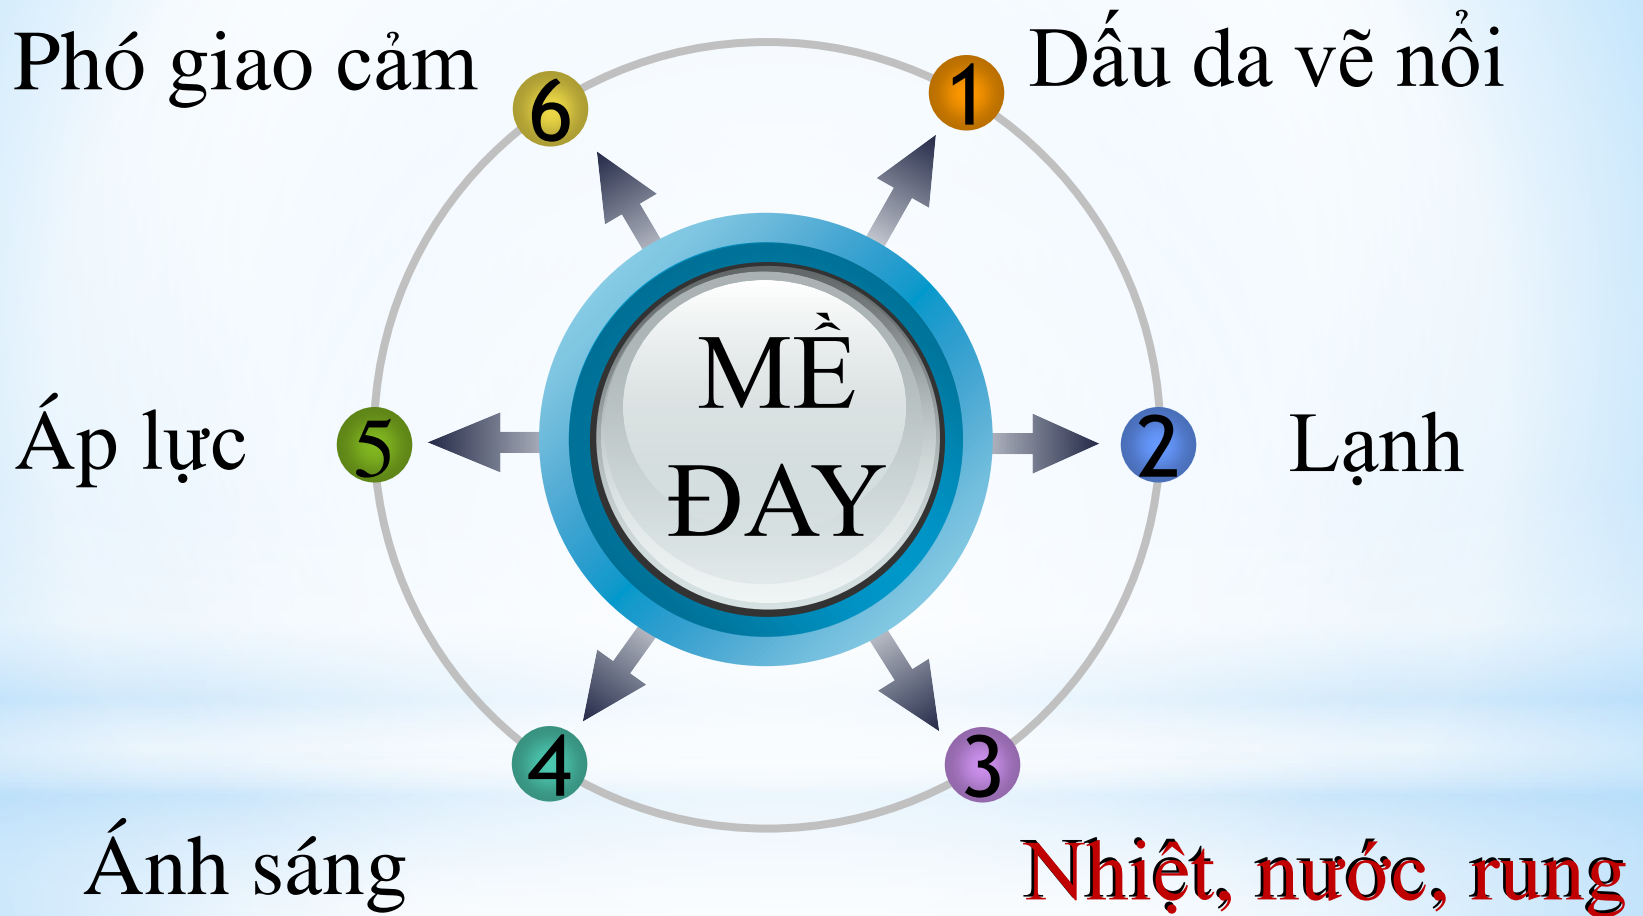 Phó giao cảm
6
1
Dấu da vẽ nổi
MỀ
ĐAY
Áp lực
5
2
Lạnh
4
3
Ánh sáng
Nhiệt, nước, rung